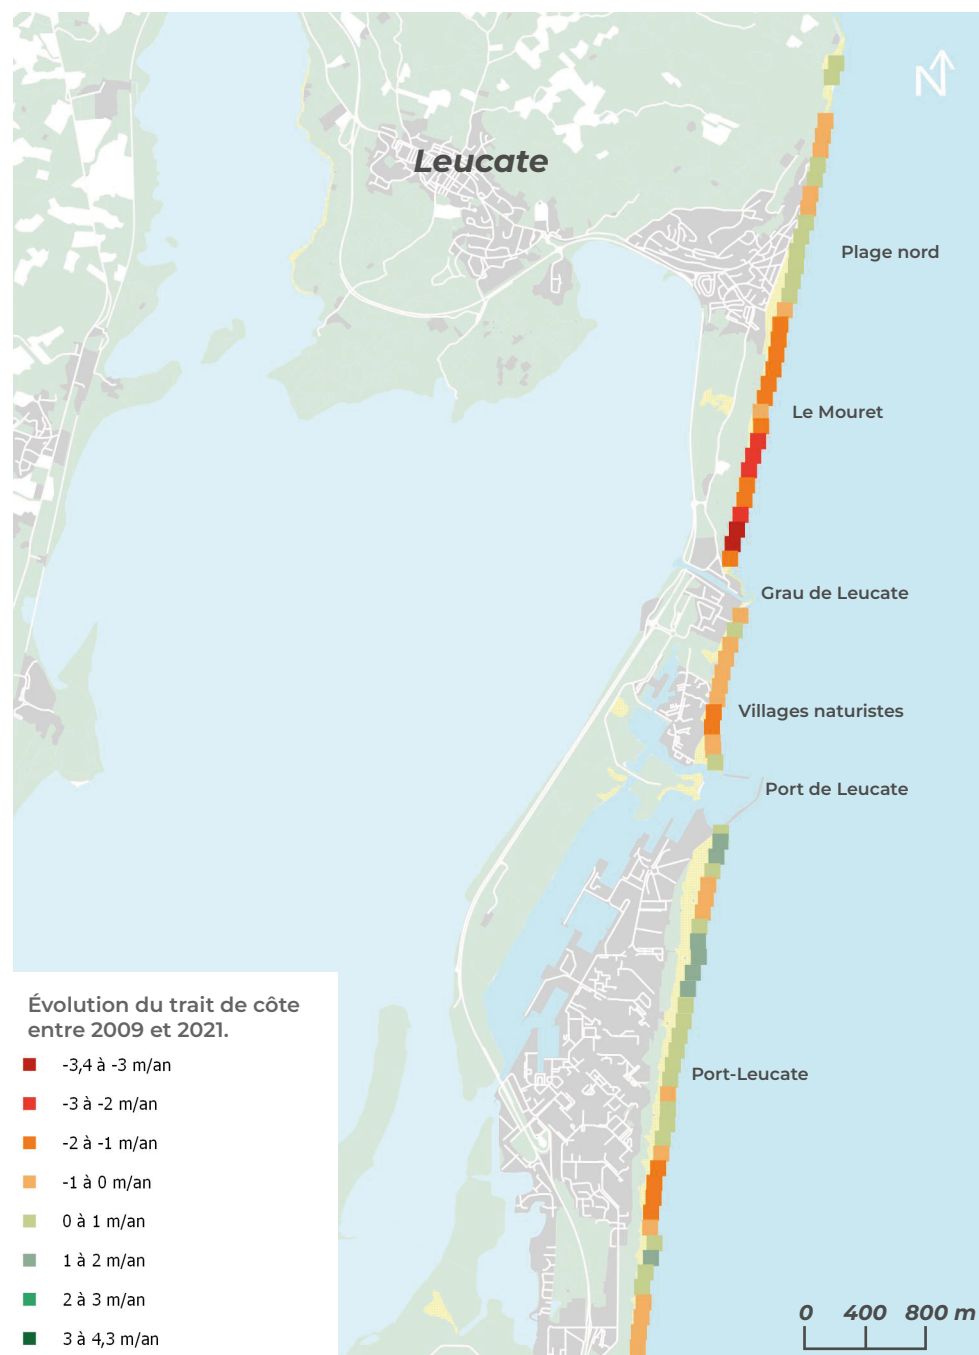 N
Leucate
Plage nord
Le Mouret
Grau de Leucate
Villages naturistes
Port de Leucate
Port-Leucate
Évolution du trait de côte
entre 2009 et 2021.
-3,4 à -3 m/an
-3 à -2 m/an
-2 à -1 m/an
-1 à 0 m/an
0 à 1 m/an
1 à 2 m/an
2 à 3 m/an
3 à 4,3 m/an
0 400 800 m